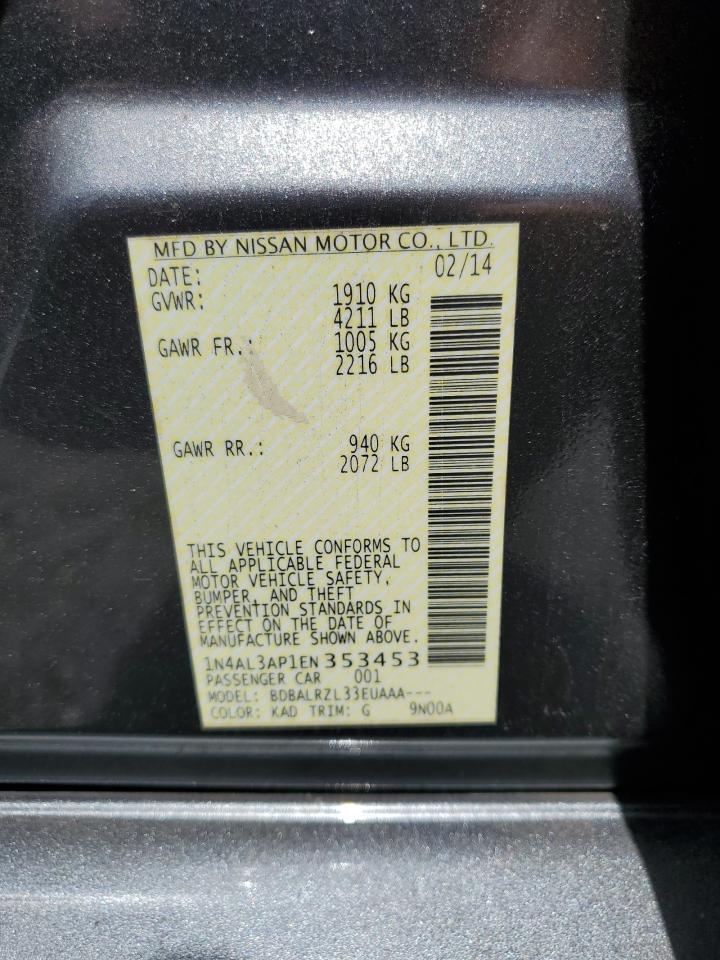 MFD BY NISSAN MOTOR CO., LTD.
DATE: 02/14
GVWR: 1910 KG
4211 LB
GAWR FR.: 1005 KG
2216 LB
GAWR RR.: 940 KG
2072 LB
THIS VEHICLE CONFORMS TO
ALL APPLICABLE FEDERAL
MOTOR VEHICLE SAFETY,
BUMPER, AND THEFT
PREVENTION STANDARDS IN
EFFECT ON THE DATE OF
MANUFACTURE SHOWN ABOVE.
1N4AL3AP1EN353453
PASSENGER CAR 001
MODEL: BDBALRZL33EUAAA---
COLOR: KAD TRIM: G 9N00A